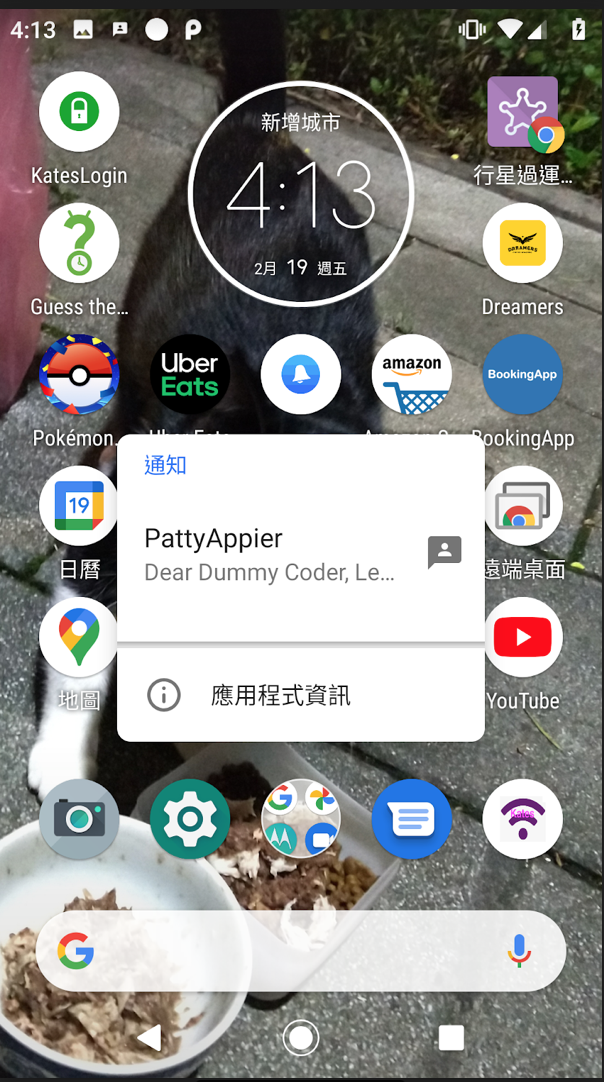 4:13
新增城市
4:13
2月 19 週五
KatesLogin
行星過運…
Guess the…
DREAMERS
Dreamers
Uber
Eats
amazon
BookingApp
Pokémon…
BookingApp
通知
19
PattyAppier
Dear Dummy Coder, Le…
日曆
遠端桌面
地圖
YouTube
應用程式資訊
Kates